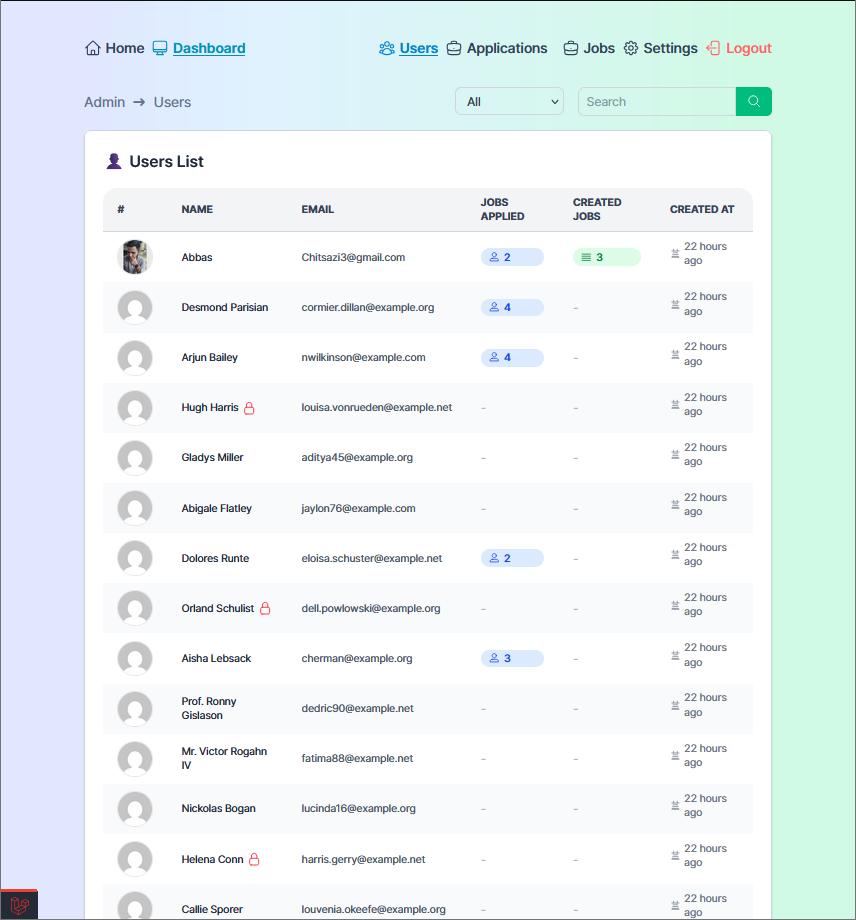 Home Dashboard Users Applications Jobs Settings Logout
Admin → Users All Search
Users List
# NAME EMAIL JOBS APPLIED CREATED JOBS CREATED AT
Abbas Chitsazi3@gmail.com 2 3 22 hours ago
Desmond Parisian cormier.dillan@example.org 4 - 22 hours ago
Arjun Bailey nwilkinson@example.com 4 - 22 hours ago
Hugh Harris louisa.vonrueden@example.net - - 22 hours ago
Gladys Miller aditya45@example.org - - 22 hours ago
Abigale Flatley jaylon76@example.com - - 22 hours ago
Dolores Runte eloisa.schuster@example.net 2 - 22 hours ago
Orland Schulist dell.powlowski@example.org - - 22 hours ago
Aisha Lebsack cherman@example.org 3 - 22 hours ago
Prof. Ronny Gislason dedric90@example.net - - 22 hours ago
Mr. Victor Rogahn IV fatima88@example.net - - 22 hours ago
Nickolas Bogan lucinda16@example.org - - 22 hours ago
Helena Conn harris.gerry@example.net - - 22 hours ago
Callie Sporer louvenia.okeefe@example.org - - 22 hours ago